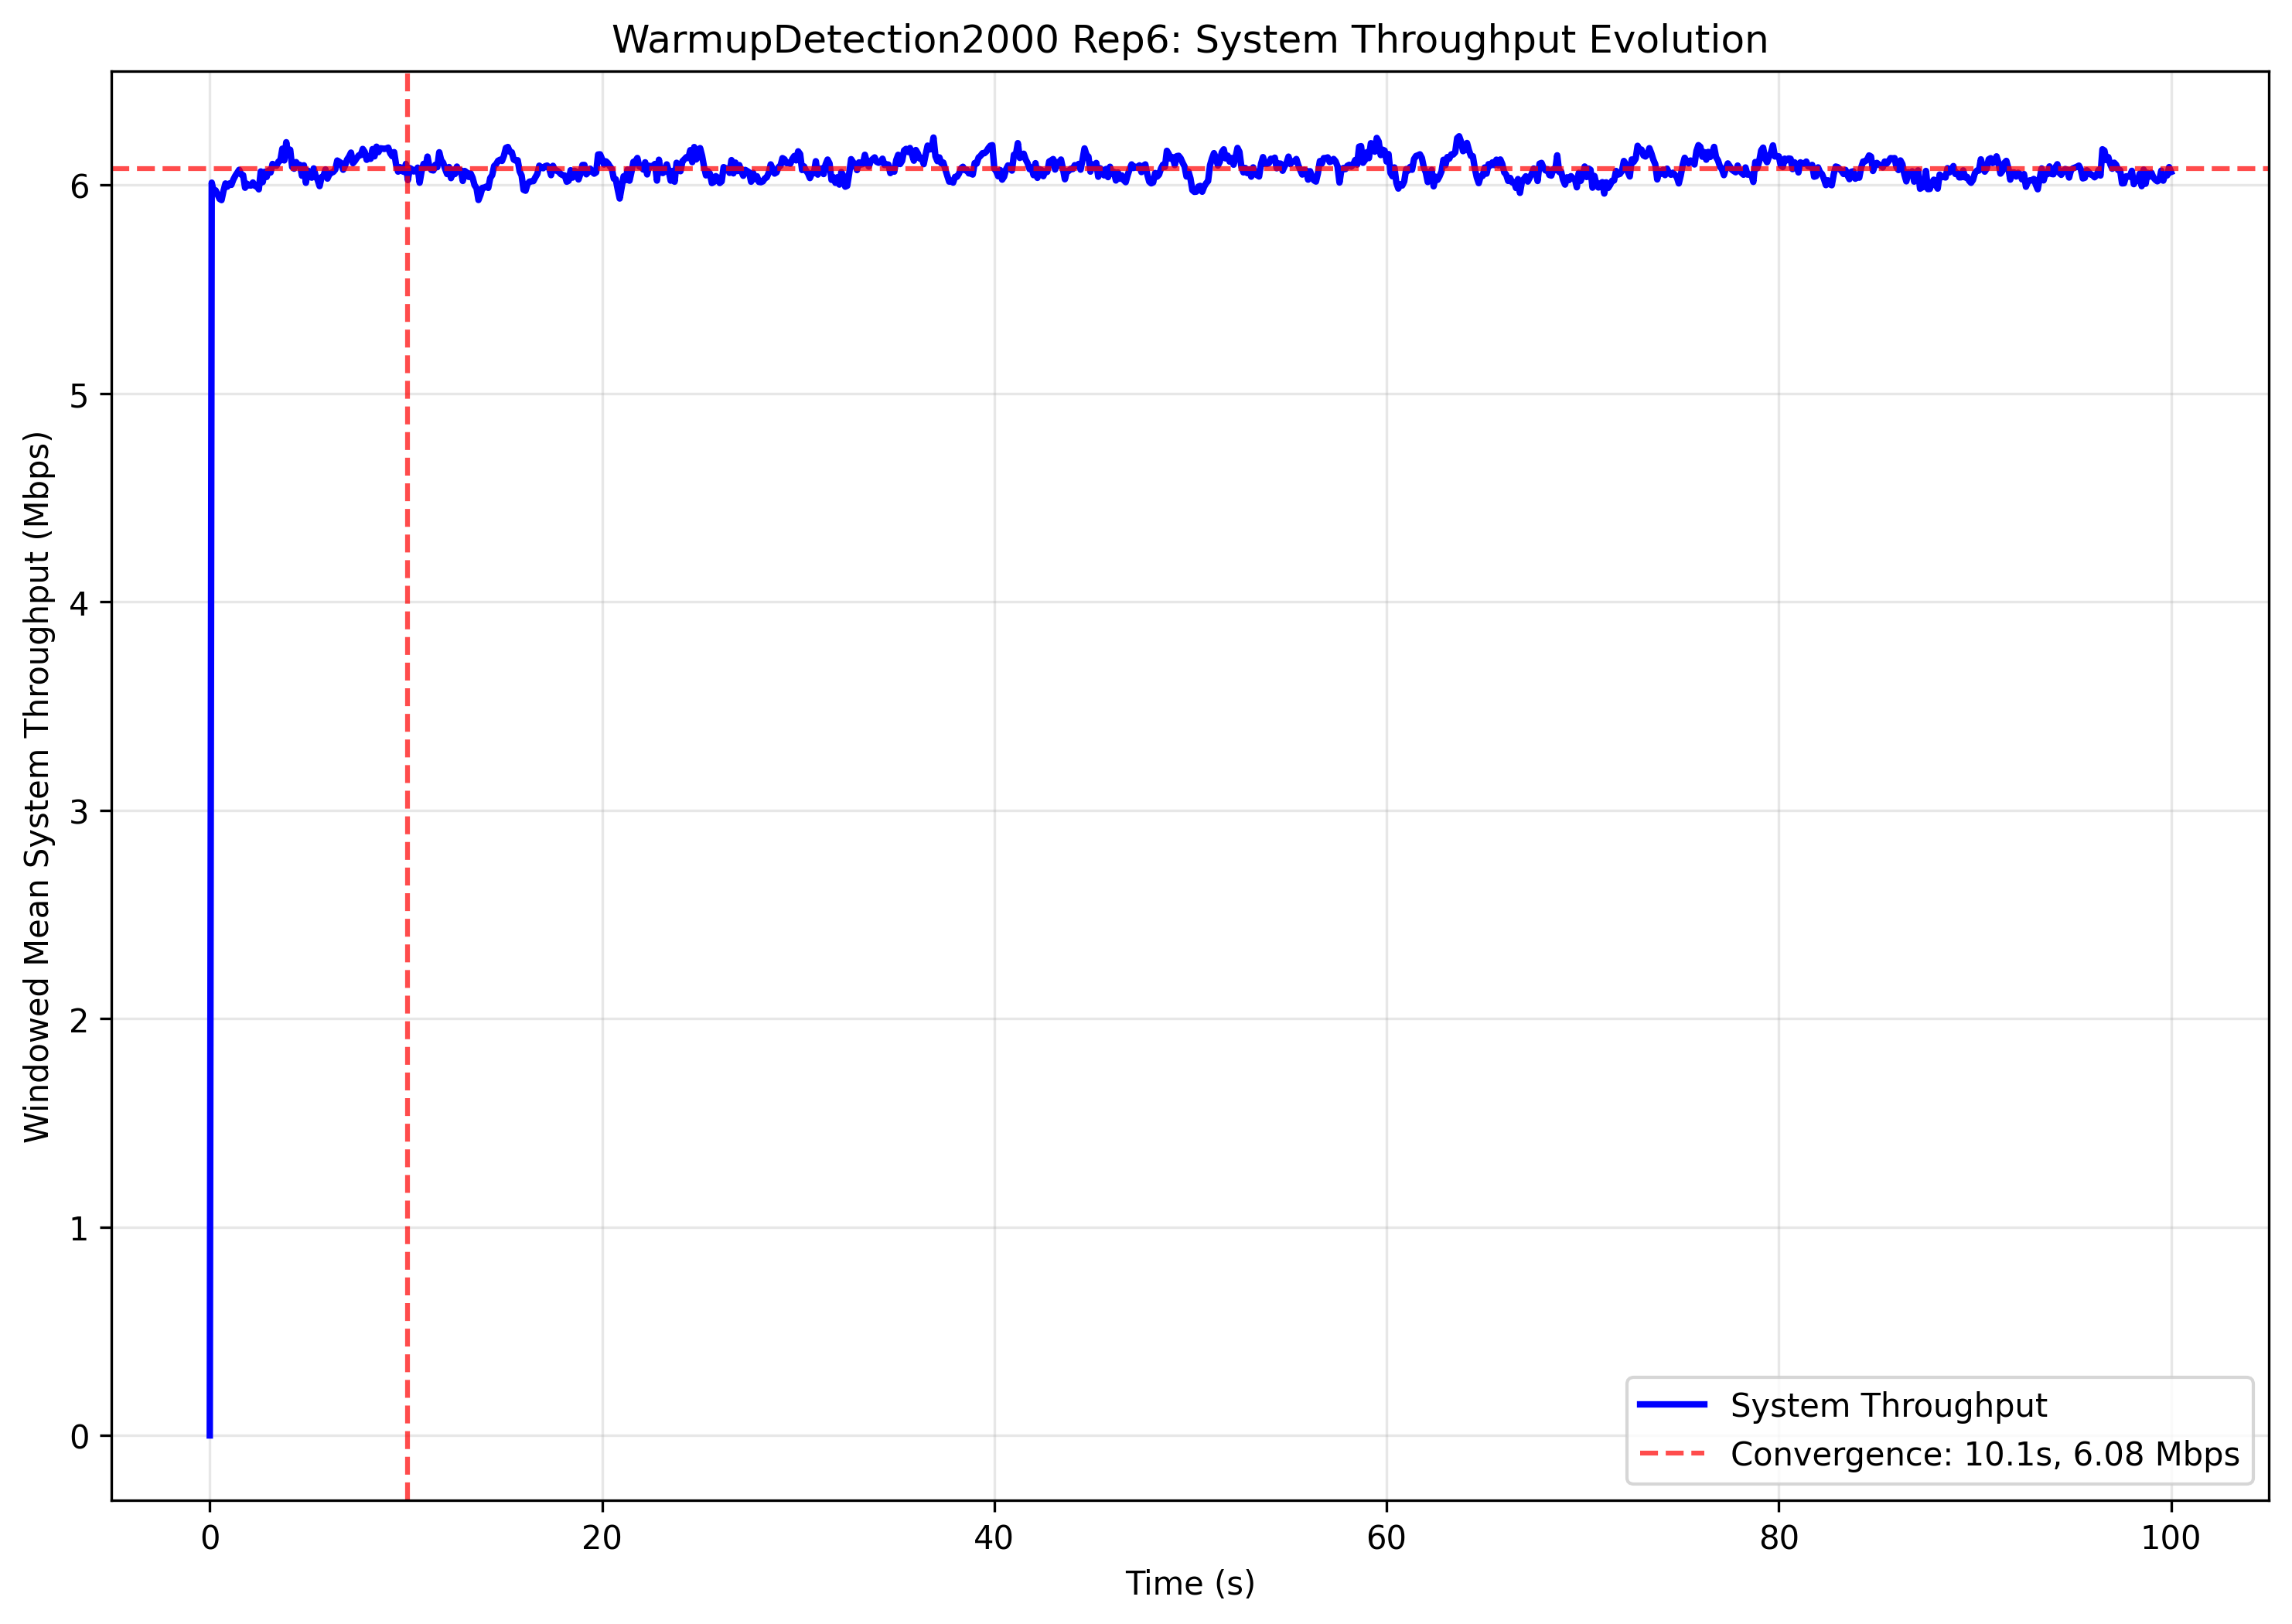 WarmupDetection2000 Rep6: System Throughput Evolution
Windowed Mean System Throughput (Mbps)
6
5
4
3
2
1
0
System Throughput
Convergence: 10.1s, 6.08 Mbps
0 20 40 60 80 100
Time (s)